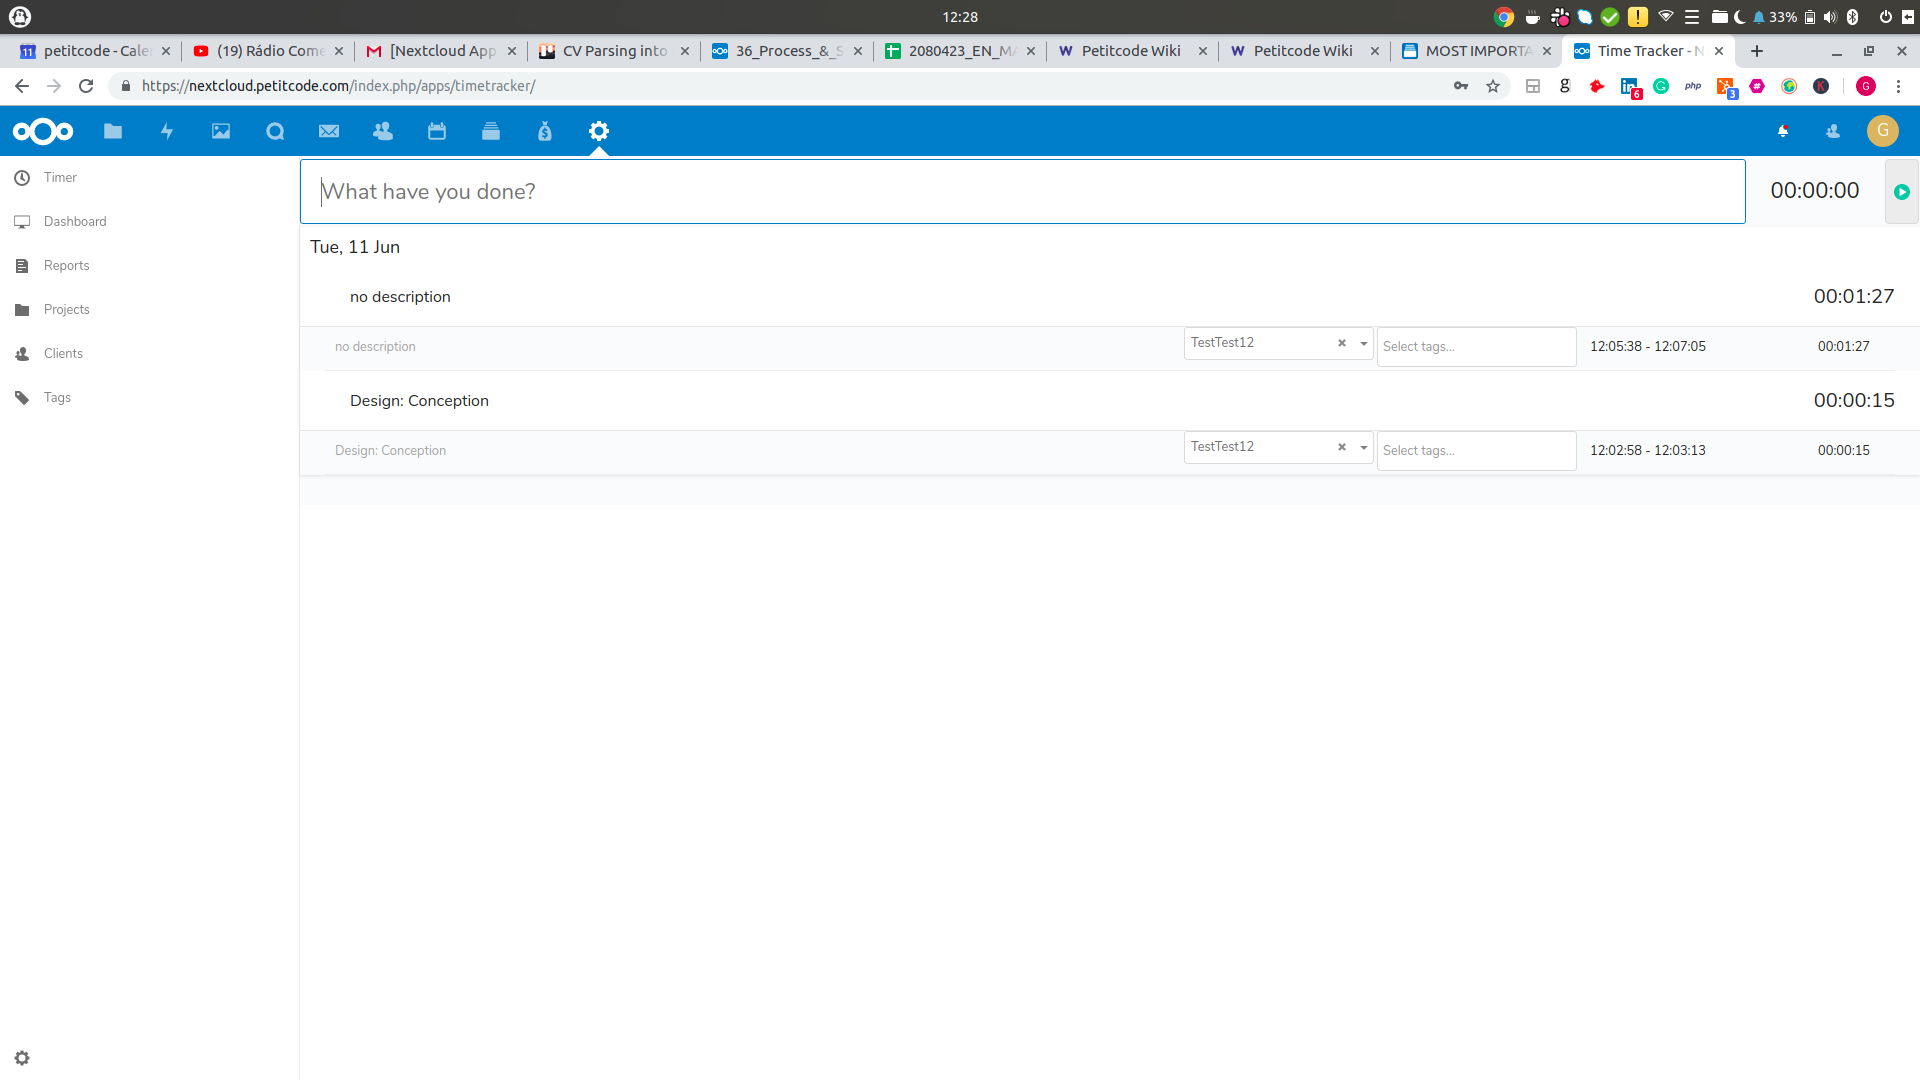 12:28
33%
petitcode - Cale
(19) Rádio Come
[Nextcloud App
CV Parsing into
36_Process_&_S
2080423_EN_MA
Petitcode Wiki
Petitcode Wiki
MOST IMPORTA
Time Tracker - N
https://nextcloud.petitcode.com/index.php/apps/timetracker/
g
6
php
3
K
G
G
Timer
Dashboard
Reports
Projects
Clients
Tags
What have you done?
00:00:00
Tue, 11 Jun
no description
00:01:27
no description
TestTest12
Select tags...
12:05:38 - 12:07:05
00:01:27
Design: Conception
00:00:15
Design: Conception
TestTest12
Select tags...
12:02:58 - 12:03:13
00:00:15